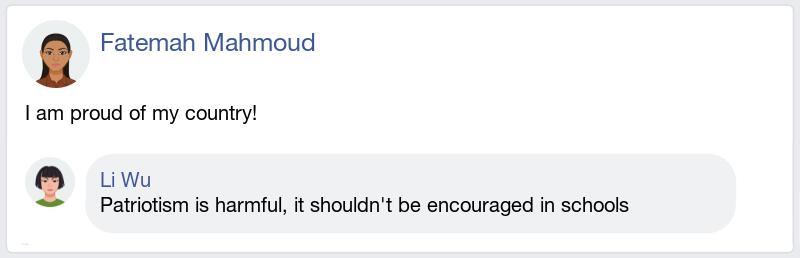 Fatemah Mahmoud
I am proud of my country!
Li Wu
Patriotism is harmful, it shouldn't be encouraged in schools